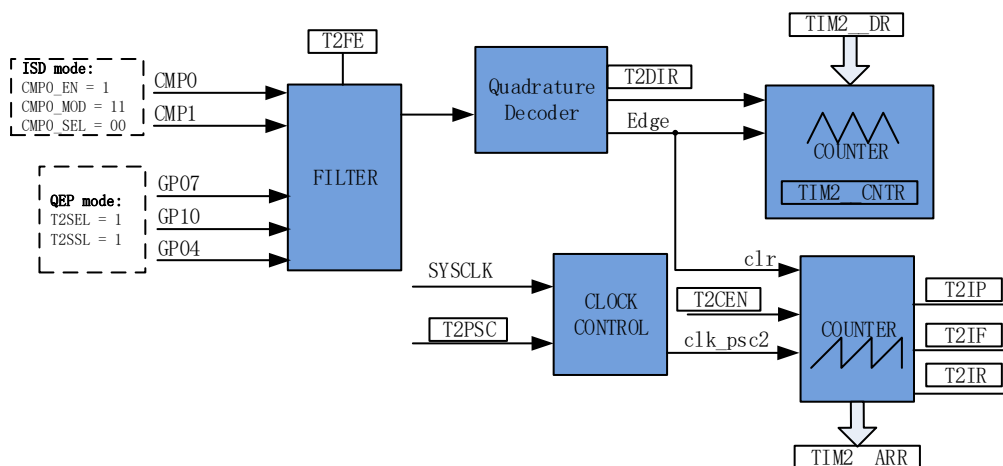 TIM2__DR
T2FE
ISD mode:
CMP0_EN = 1
CMP0_MOD = 11
CMP0_SEL = 00
CMP0
CMP1
Quadrature
Decoder
T2DIR
Edge
COUNTER
TIM2__CNTR
FILTER
QEP mode:
T2SEL = 1
T2SSL = 1
GP07
GP10
GP04
SYSCLK
T2PSC
CLOCK
CONTROL
clr
T2CEN
clk_psc2
COUNTER
T2IP
T2IF
T2IR
TIM2__ARR